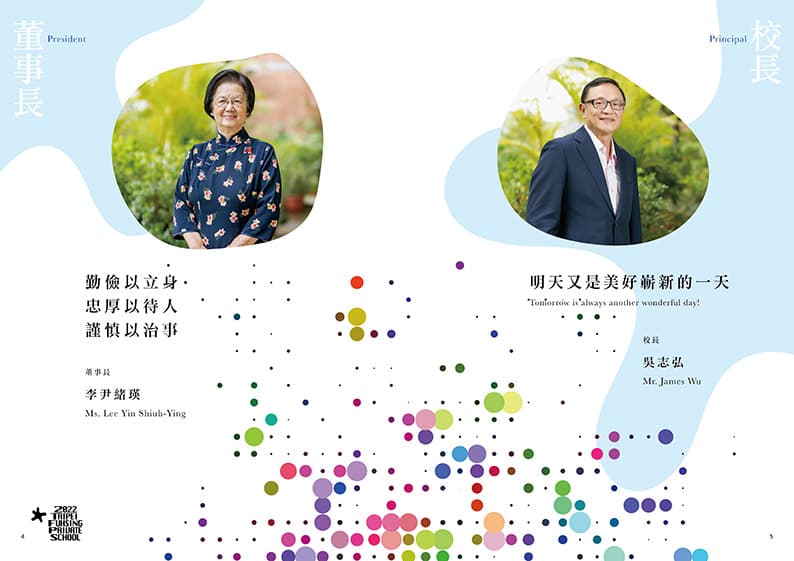 董事長
President
勤儉以立身
忠厚以待人
謹慎以治事
董事長
李尹緒瑛
Ms. Lee Yin Shiuh-Ying
2022
TAIPEI
FUHSING
PRIVATE
SCHOOL
4
Principal
校長
明天又是美好嶄新的一天
Tomorrow is always another wonderful day!
校長
吳志弘
Mr. James Wu
5